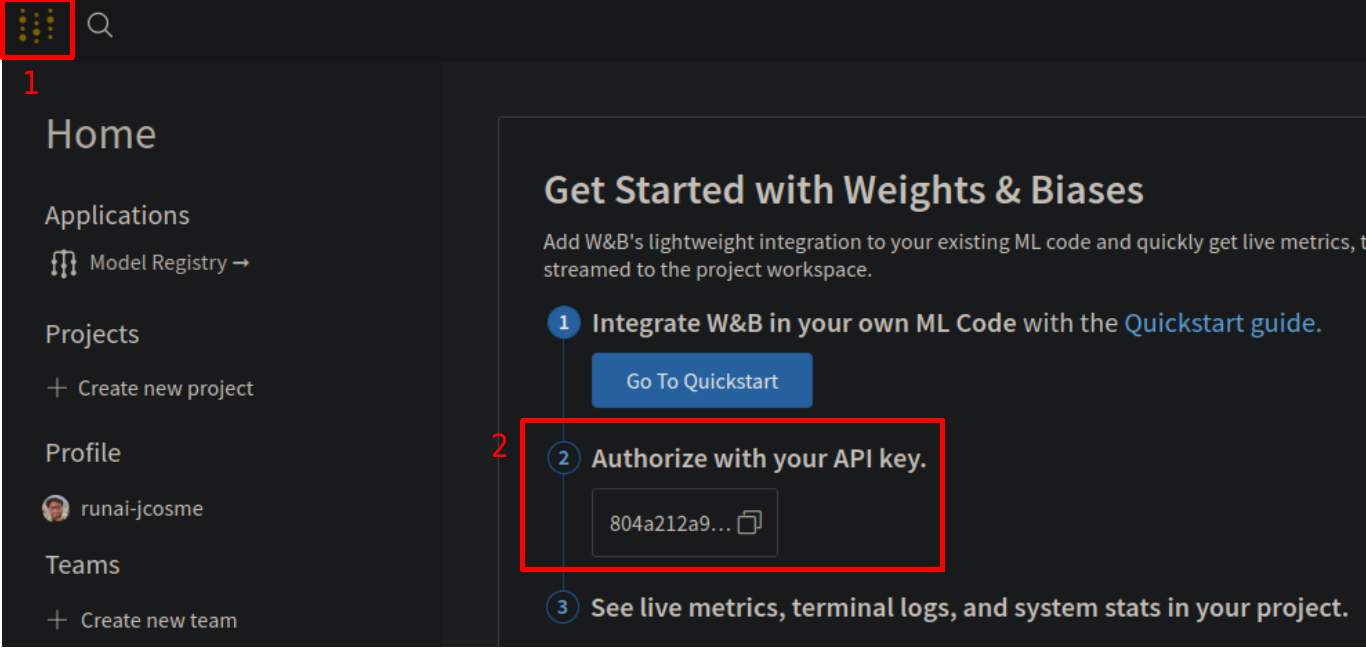 1
Home
Applications
Model Registry →
Projects
+ Create new project
Profile
runai-jcosme
Teams
+ Create new team
Get Started with Weights & Biases
Add W&B's lightweight integration to your existing ML code and quickly get live metrics, t
streamed to the project workspace.
1 Integrate W&B in your own ML Code with the Quickstart guide.
Go To Quickstart
2
2 Authorize with your API key.
804a212a9...
3 See live metrics, terminal logs, and system stats in your project.